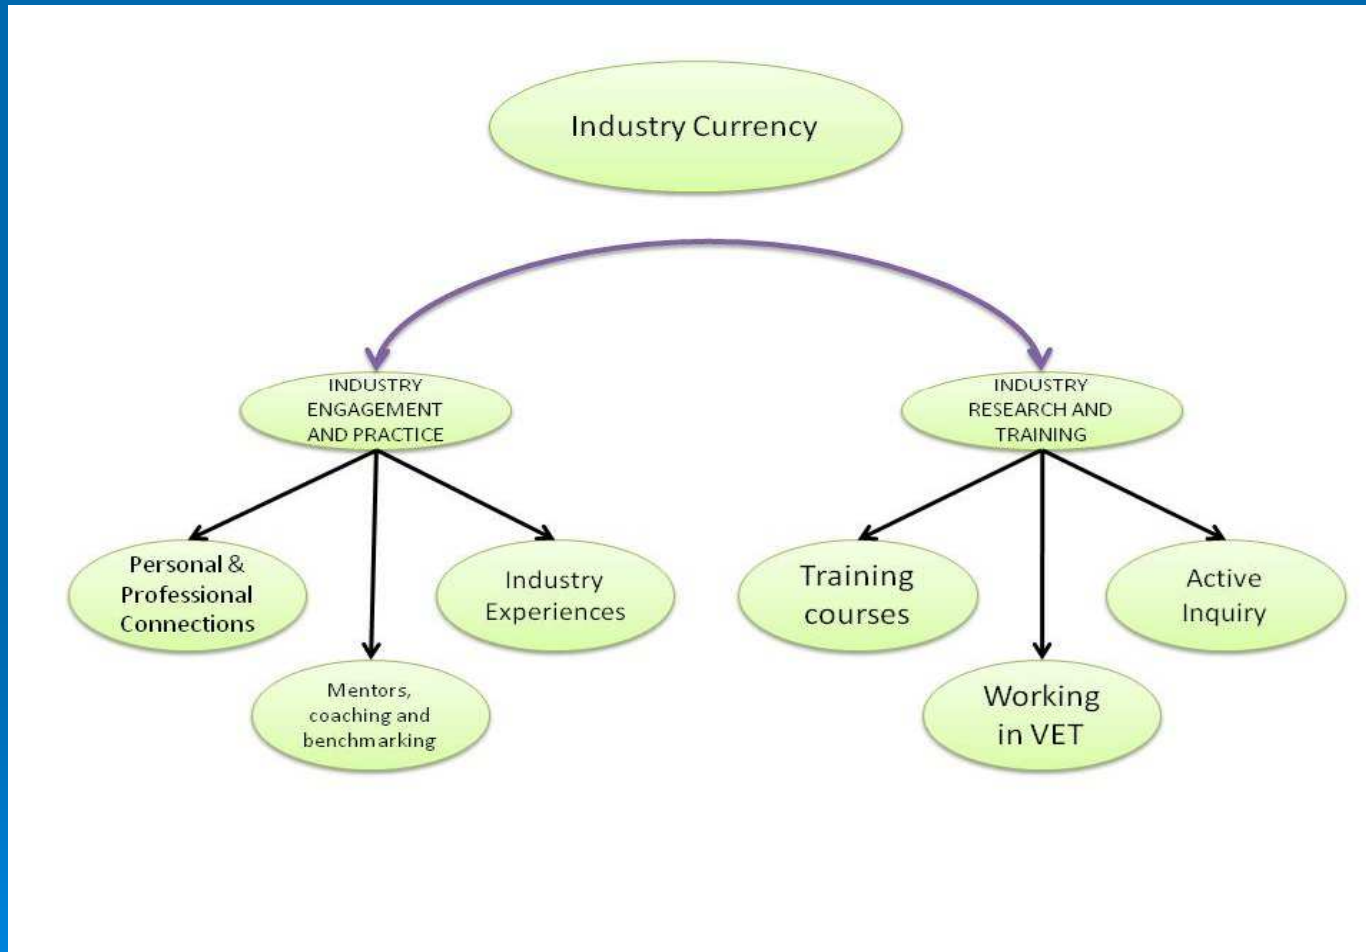 Industry Currency
INDUSTRY
ENGAGEMENT
AND PRACTICE
INDUSTRY
RESEARCH AND
TRAINING
Personal &
Professional
Connections
Industry
Experiences
Training
courses
Active
Inquiry
Mentors,
coaching and
benchmarking
Working
in VET